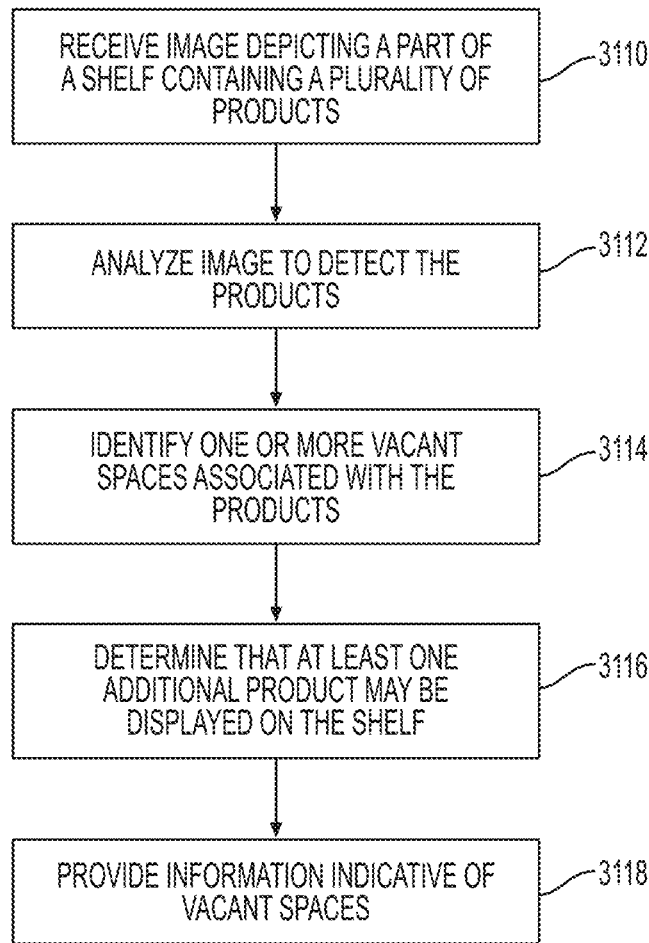 RECEIVE IMAGE DEPICTING A PART OF
A SHELF CONTAINING A PLURALITY OF
PRODUCTS
3110
ANALYZE IMAGE TO DETECT THE
PRODUCTS
3112
IDENTIFY ONE OR MORE VACANT
SPACES ASSOCIATED WITH THE
PRODUCTS
3114
DETERMINE THAT AT LEAST ONE
ADDITIONAL PRODUCT MAY BE
DISPLAYED ON THE SHELF
3116
PROVIDE INFORMATION INDICATIVE OF
VACANT SPACES
3118